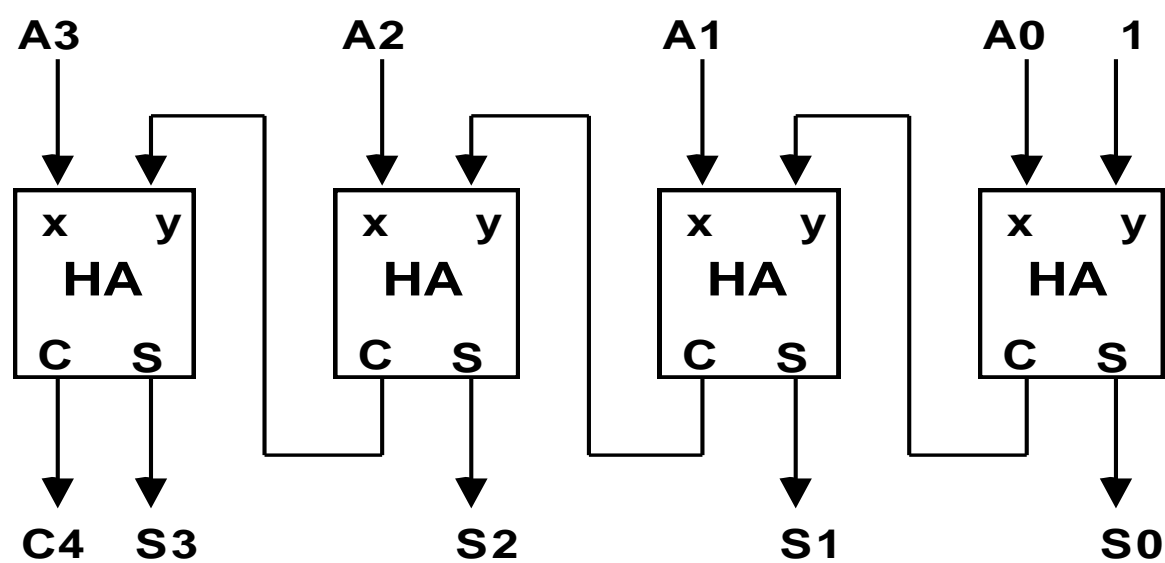 A3 A2 A1 A0 1
x y x y x y x y
HA HA HA HA
C S C S C S C S
C4 S3 S2 S1 S0